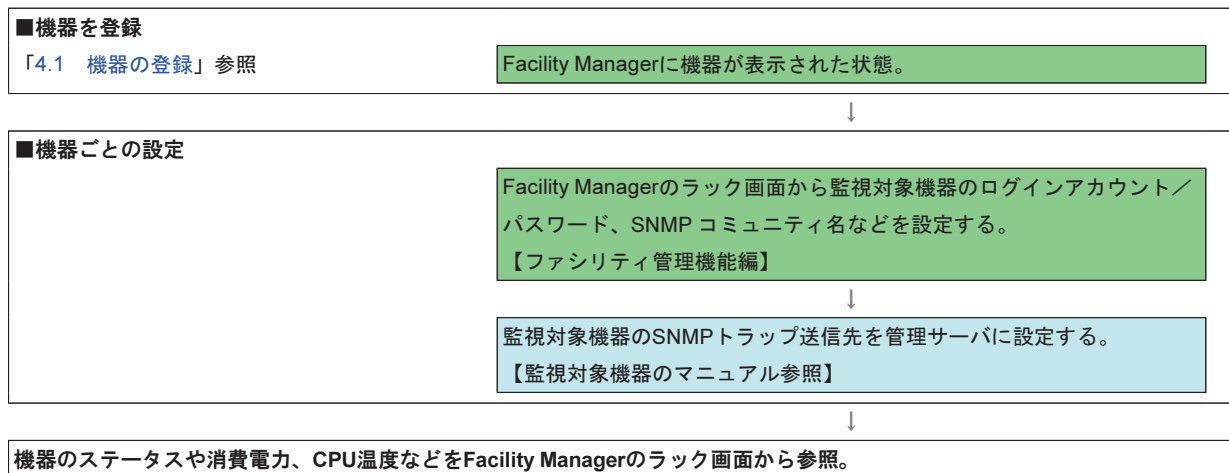 ■機器を登録
「4.1　機器の登録」参照
Facility Managerに機器が表示された状態。
↓
■機器ごとの設定
Facility Managerのラック画面から監視対象機器のログインアカウント／
パスワード、SNMP コミュニティ名などを設定する。
【ファシリティ管理機能編】
↓
監視対象機器のSNMPトラップ送信先を管理サーバに設定する。
【監視対象機器のマニュアル参照】
↓
機器のステータスや消費電力、CPU温度などをFacility Managerのラック画面から参照。